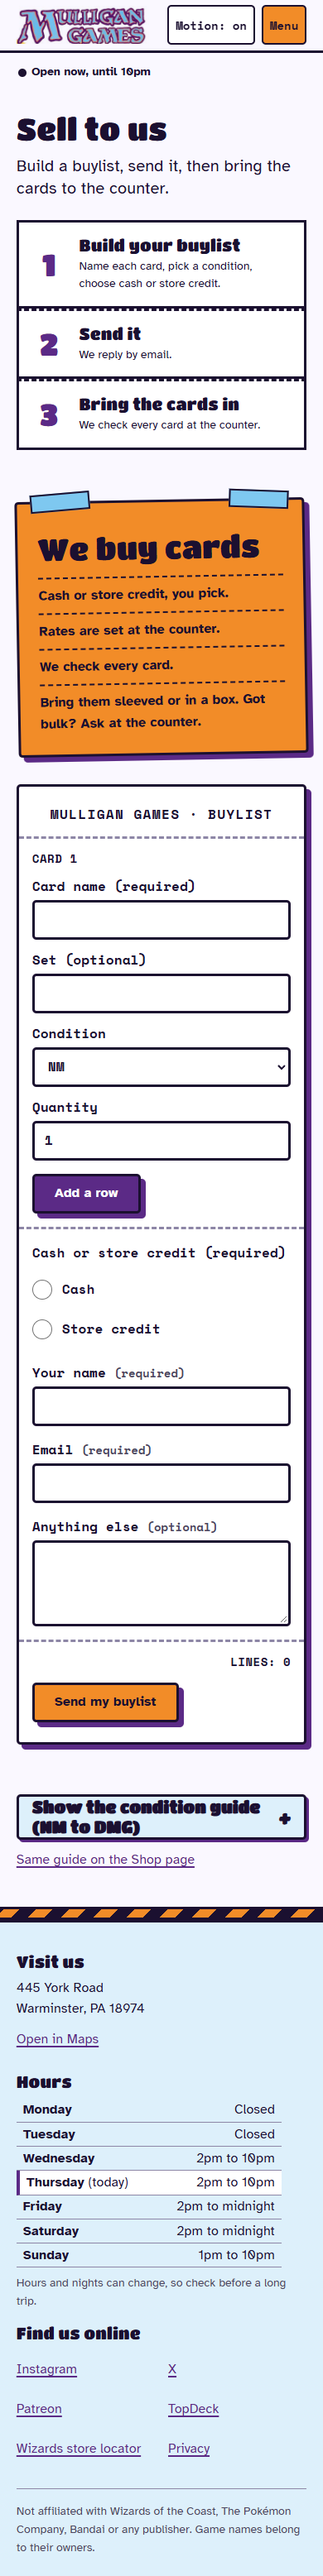 MULLIGAN GAMES
Motion: on
Menu
Open now, until 10pm
Sell to us
Build a buylist, send it, then bring the
cards to the counter.
1
Build your buylist
Name each card, pick a condition,
choose cash or store credit.
2
Send it
We reply by email.
3
Bring the cards in
We check every card at the counter.
We buy cards
Cash or store credit, you pick.
Rates are set at the counter.
We check every card.
Bring them sleeved or in a box. Got
bulk? Ask at the counter.
MULLIGAN GAMES · BUYLIST
CARD 1
Card name (required)
Set (optional)
Condition
NM
Quantity
1
Add a row
Cash or store credit (required)
Cash
Store credit
Your name (required)
Email (required)
Anything else (optional)
LINES: 0
Send my buylist
Show the condition guide
(NM to DMG)
+
Same guide on the Shop page
Visit us
445 York Road
Warminster, PA 18974
Open in Maps
Hours
Monday Closed
Tuesday Closed
Wednesday 2pm to 10pm
Thursday (today) 2pm to 10pm
Friday 2pm to midnight
Saturday 2pm to midnight
Sunday 1pm to 10pm
Hours and nights can change, so check before a long
trip.
Find us online
Instagram X
Patreon TopDeck
Wizards store locator Privacy
Not affiliated with Wizards of the Coast, The Pokémon
Company, Bandai or any publisher. Game names belong
to their owners.